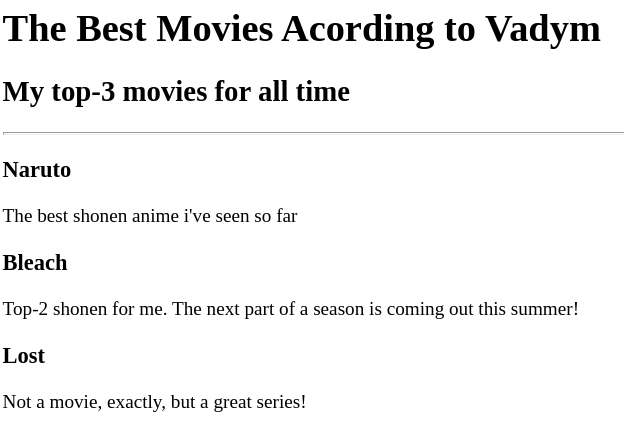 The Best Movies Acording to Vadym
My top-3 movies for all time
Naruto
The best shonen anime i've seen so far
Bleach
Top-2 shonen for me. The next part of a season is coming out this summer!
Lost
Not a movie, exactly, but a great series!